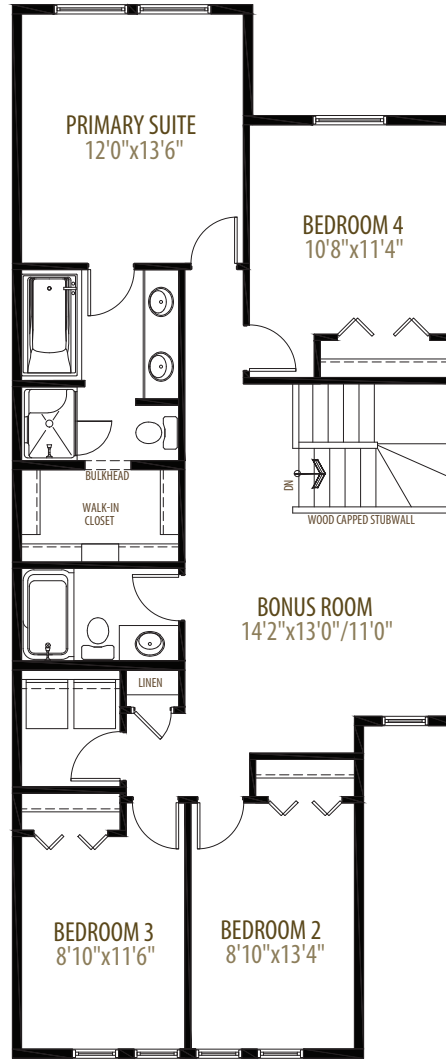 PRIMARY SUITE
12'0"x13'6"
BEDROOM 4
10'8"x11'4"
BULKHEAD
WALK-IN
CLOSET
DN
WOOD CAPPED STUBWALL
BONUS ROOM
14'2"x13'0"/11'0"
LINEN
BEDROOM 3
8'10"x11'6"
BEDROOM 2
8'10"x13'4"